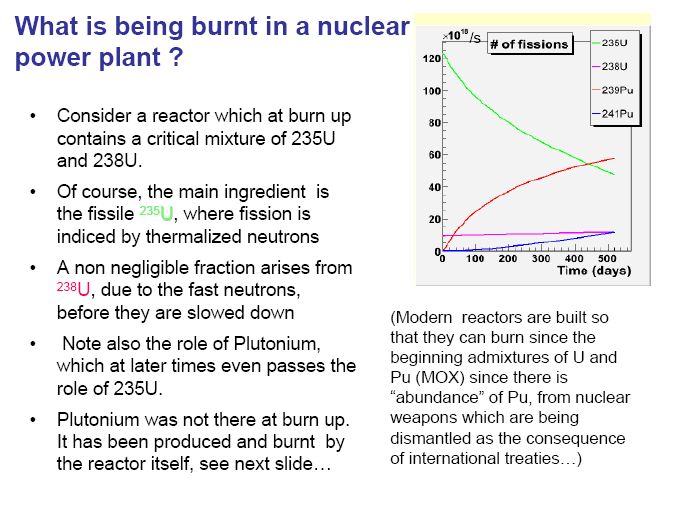 What is being burnt in a nuclear
power plant ?
• Consider a reactor which at burn up
contains a critical mixture of 235U
and 238U.
• Of course, the main ingredient is
the fissile 235U, where fission is
indiced by thermalized neutrons
• A non negligible fraction arises from
238U, due to the fast neutrons,
before they are slowed down
• Note also the role of Plutonium,
which at later times even passes the
role of 235U.
• Plutonium was not there at burn up.
It has been produced and burnt by
the reactor itself, see next slide…
×10¹⁸/s
# of fissions
235U
238U
239Pu
241Pu
120
100
80
60
40
20
0
0 100 200 300 400 500
Time (days)
(Modern reactors are built so
that they can burn since the
beginning admixtures of U and
Pu (MOX) since there is
“abundance” of Pu, from nuclear
weapons which are being
dismantled as the consequence
of international treaties…)